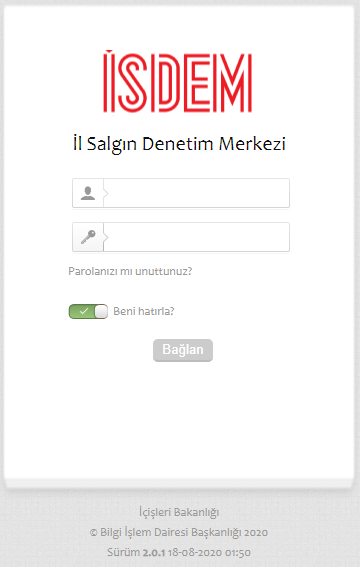 İSDEM
İl Salgın Denetim Merkezi
Parolanızı mı unuttunuz?
Beni hatırla?
Bağlan
İçişleri Bakanlığı
© Bilgi İşlem Dairesi Başkanlığı 2020
Sürüm 2.0.1 18-08-2020 01:50